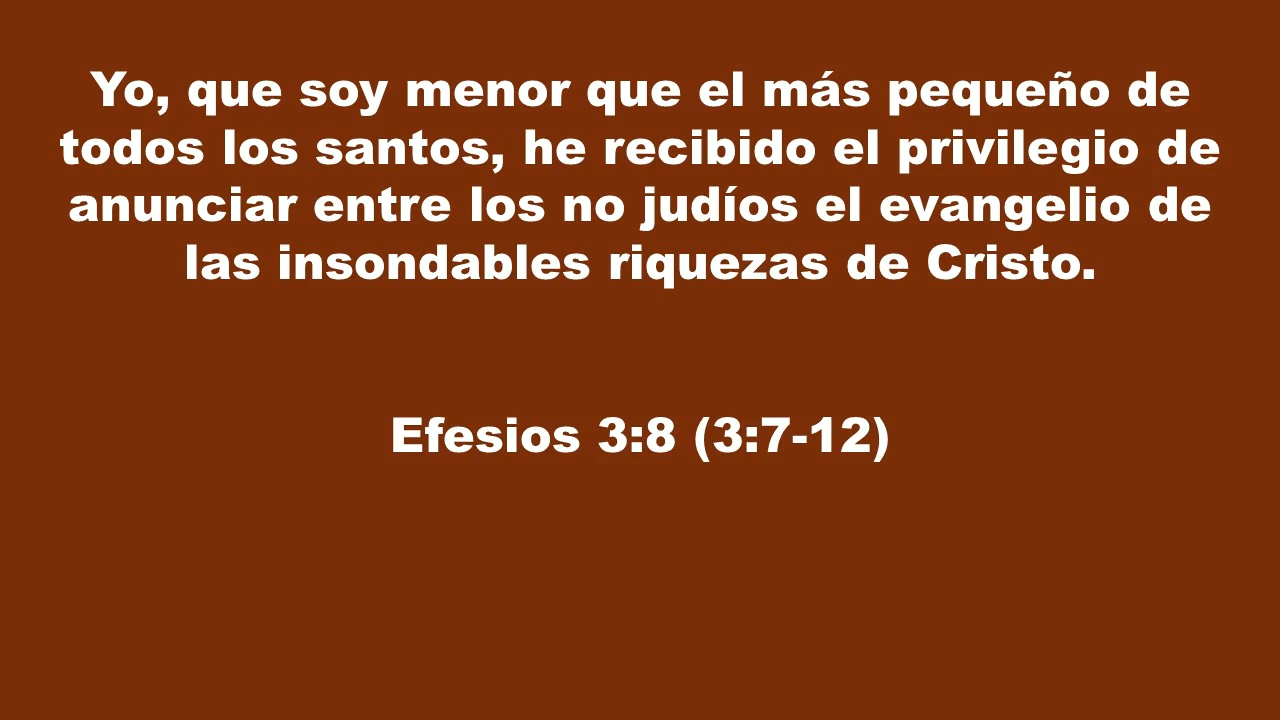 Yo, que soy menor que el más pequeño de
todos los santos, he recibido el privilegio de
anunciar entre los no judíos el evangelio de
las insondables riquezas de Cristo.
Efesios 3:8 (3:7-12)